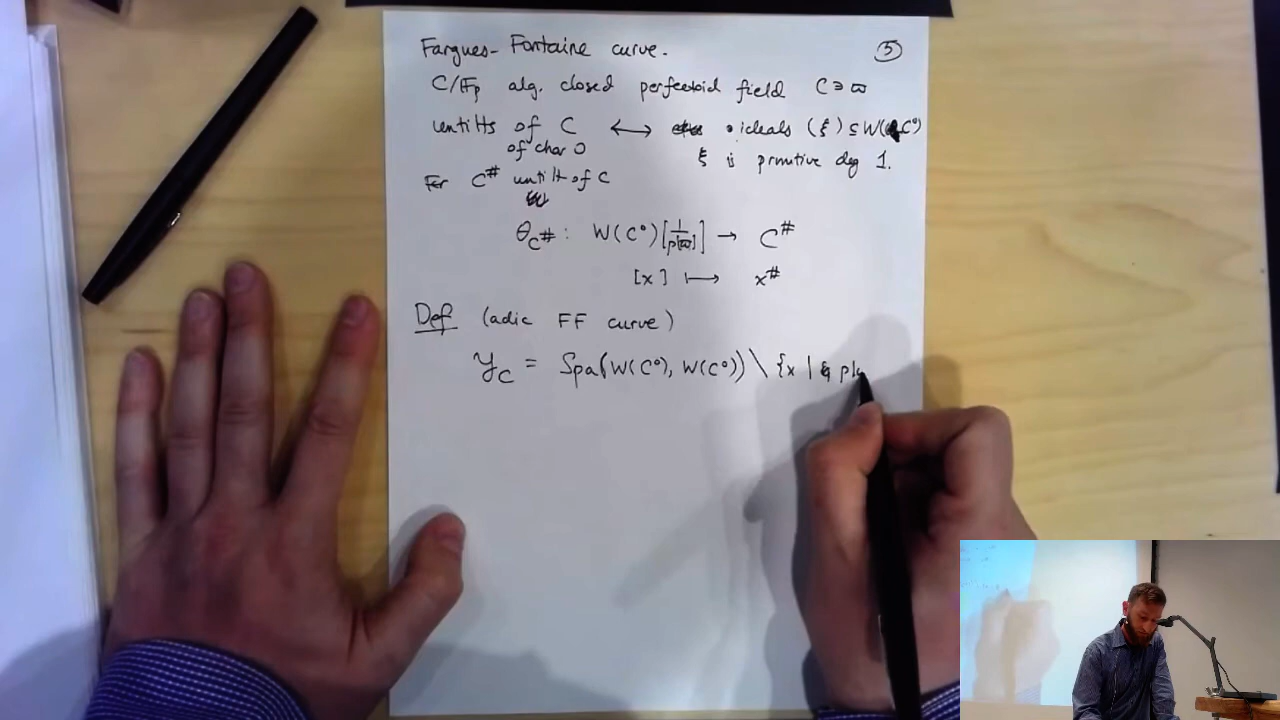 Fargues-Fontaine curve. ⑤
C/𝔽p alg. closed perfectoid field C ∋ ϖ
untilts of C ⟷ ideals (ξ) ⊆ W(C°)
of char 0 ξ is primitive deg 1.
For C# untilt of C
θ_C# : W(C°)[1/p[ϖ]] → C#
[x] ⟼ x#
Def (adic FF curve)
𝒴_C = Spa(W(C°), W(C°)) \ {x | p[